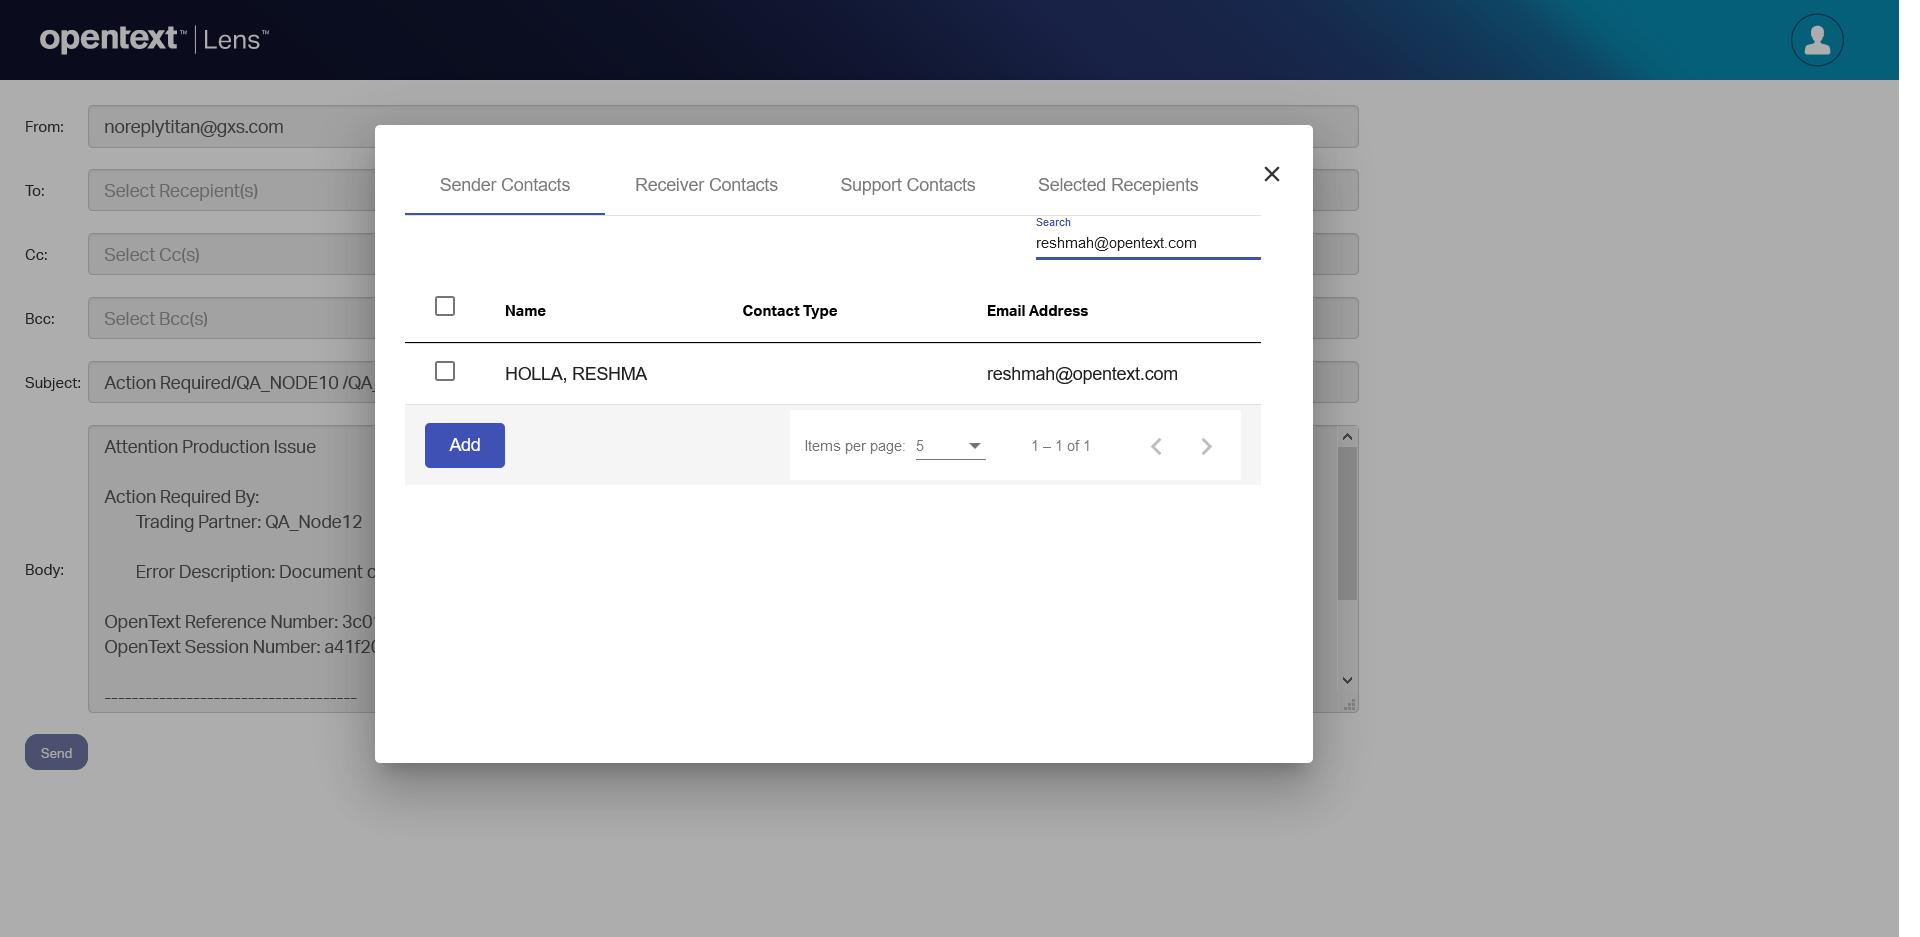 opentext™ | Lens™
From: noreplytitan@gxs.com
To: Select Recepient(s)
Cc: Select Cc(s)
Bcc: Select Bcc(s)
Subject: Action Required/QA_NODE10 /QA_
Body:
Attention Production Issue
Action Required By:
Trading Partner: QA_Node12
Error Description: Document
OpenText Reference Number: 3c0
OpenText Session Number: a41f20
-------------------------------------
Send
Sender Contacts Receiver Contacts Support Contacts Selected Recepients
Search
reshmah@opentext.com
Name Contact Type Email Address
HOLLA, RESHMA reshmah@opentext.com
Add Items per page: 5 1 – 1 of 1